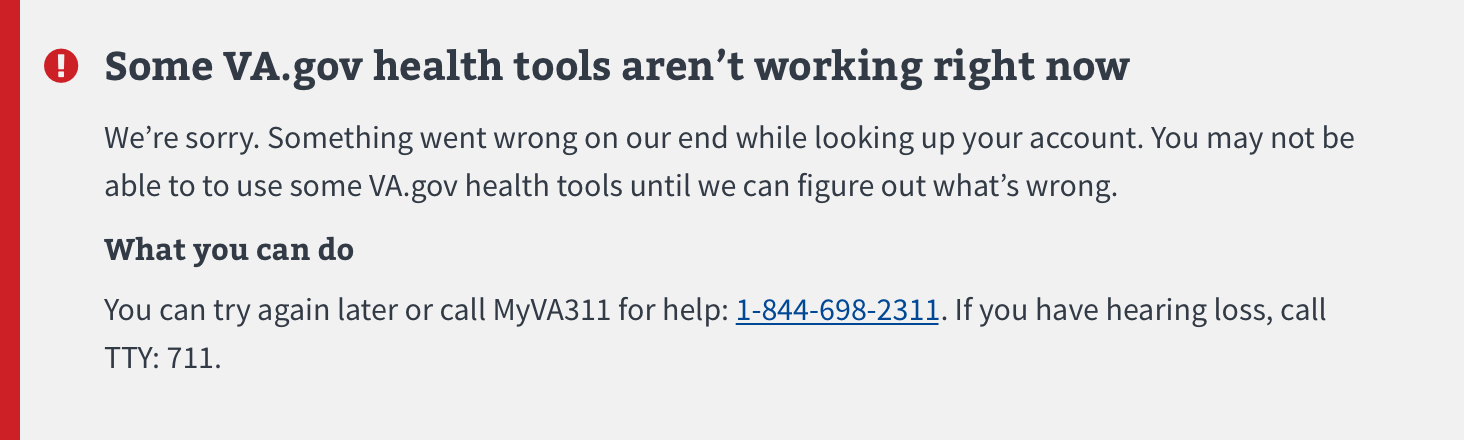 Some VA.gov health tools aren’t working right now
We’re sorry. Something went wrong on our end while looking up your account. You may not be
able to to use some VA.gov health tools until we can figure out what’s wrong.
What you can do
You can try again later or call MyVA311 for help: 1-844-698-2311. If you have hearing loss, call
TTY: 711.